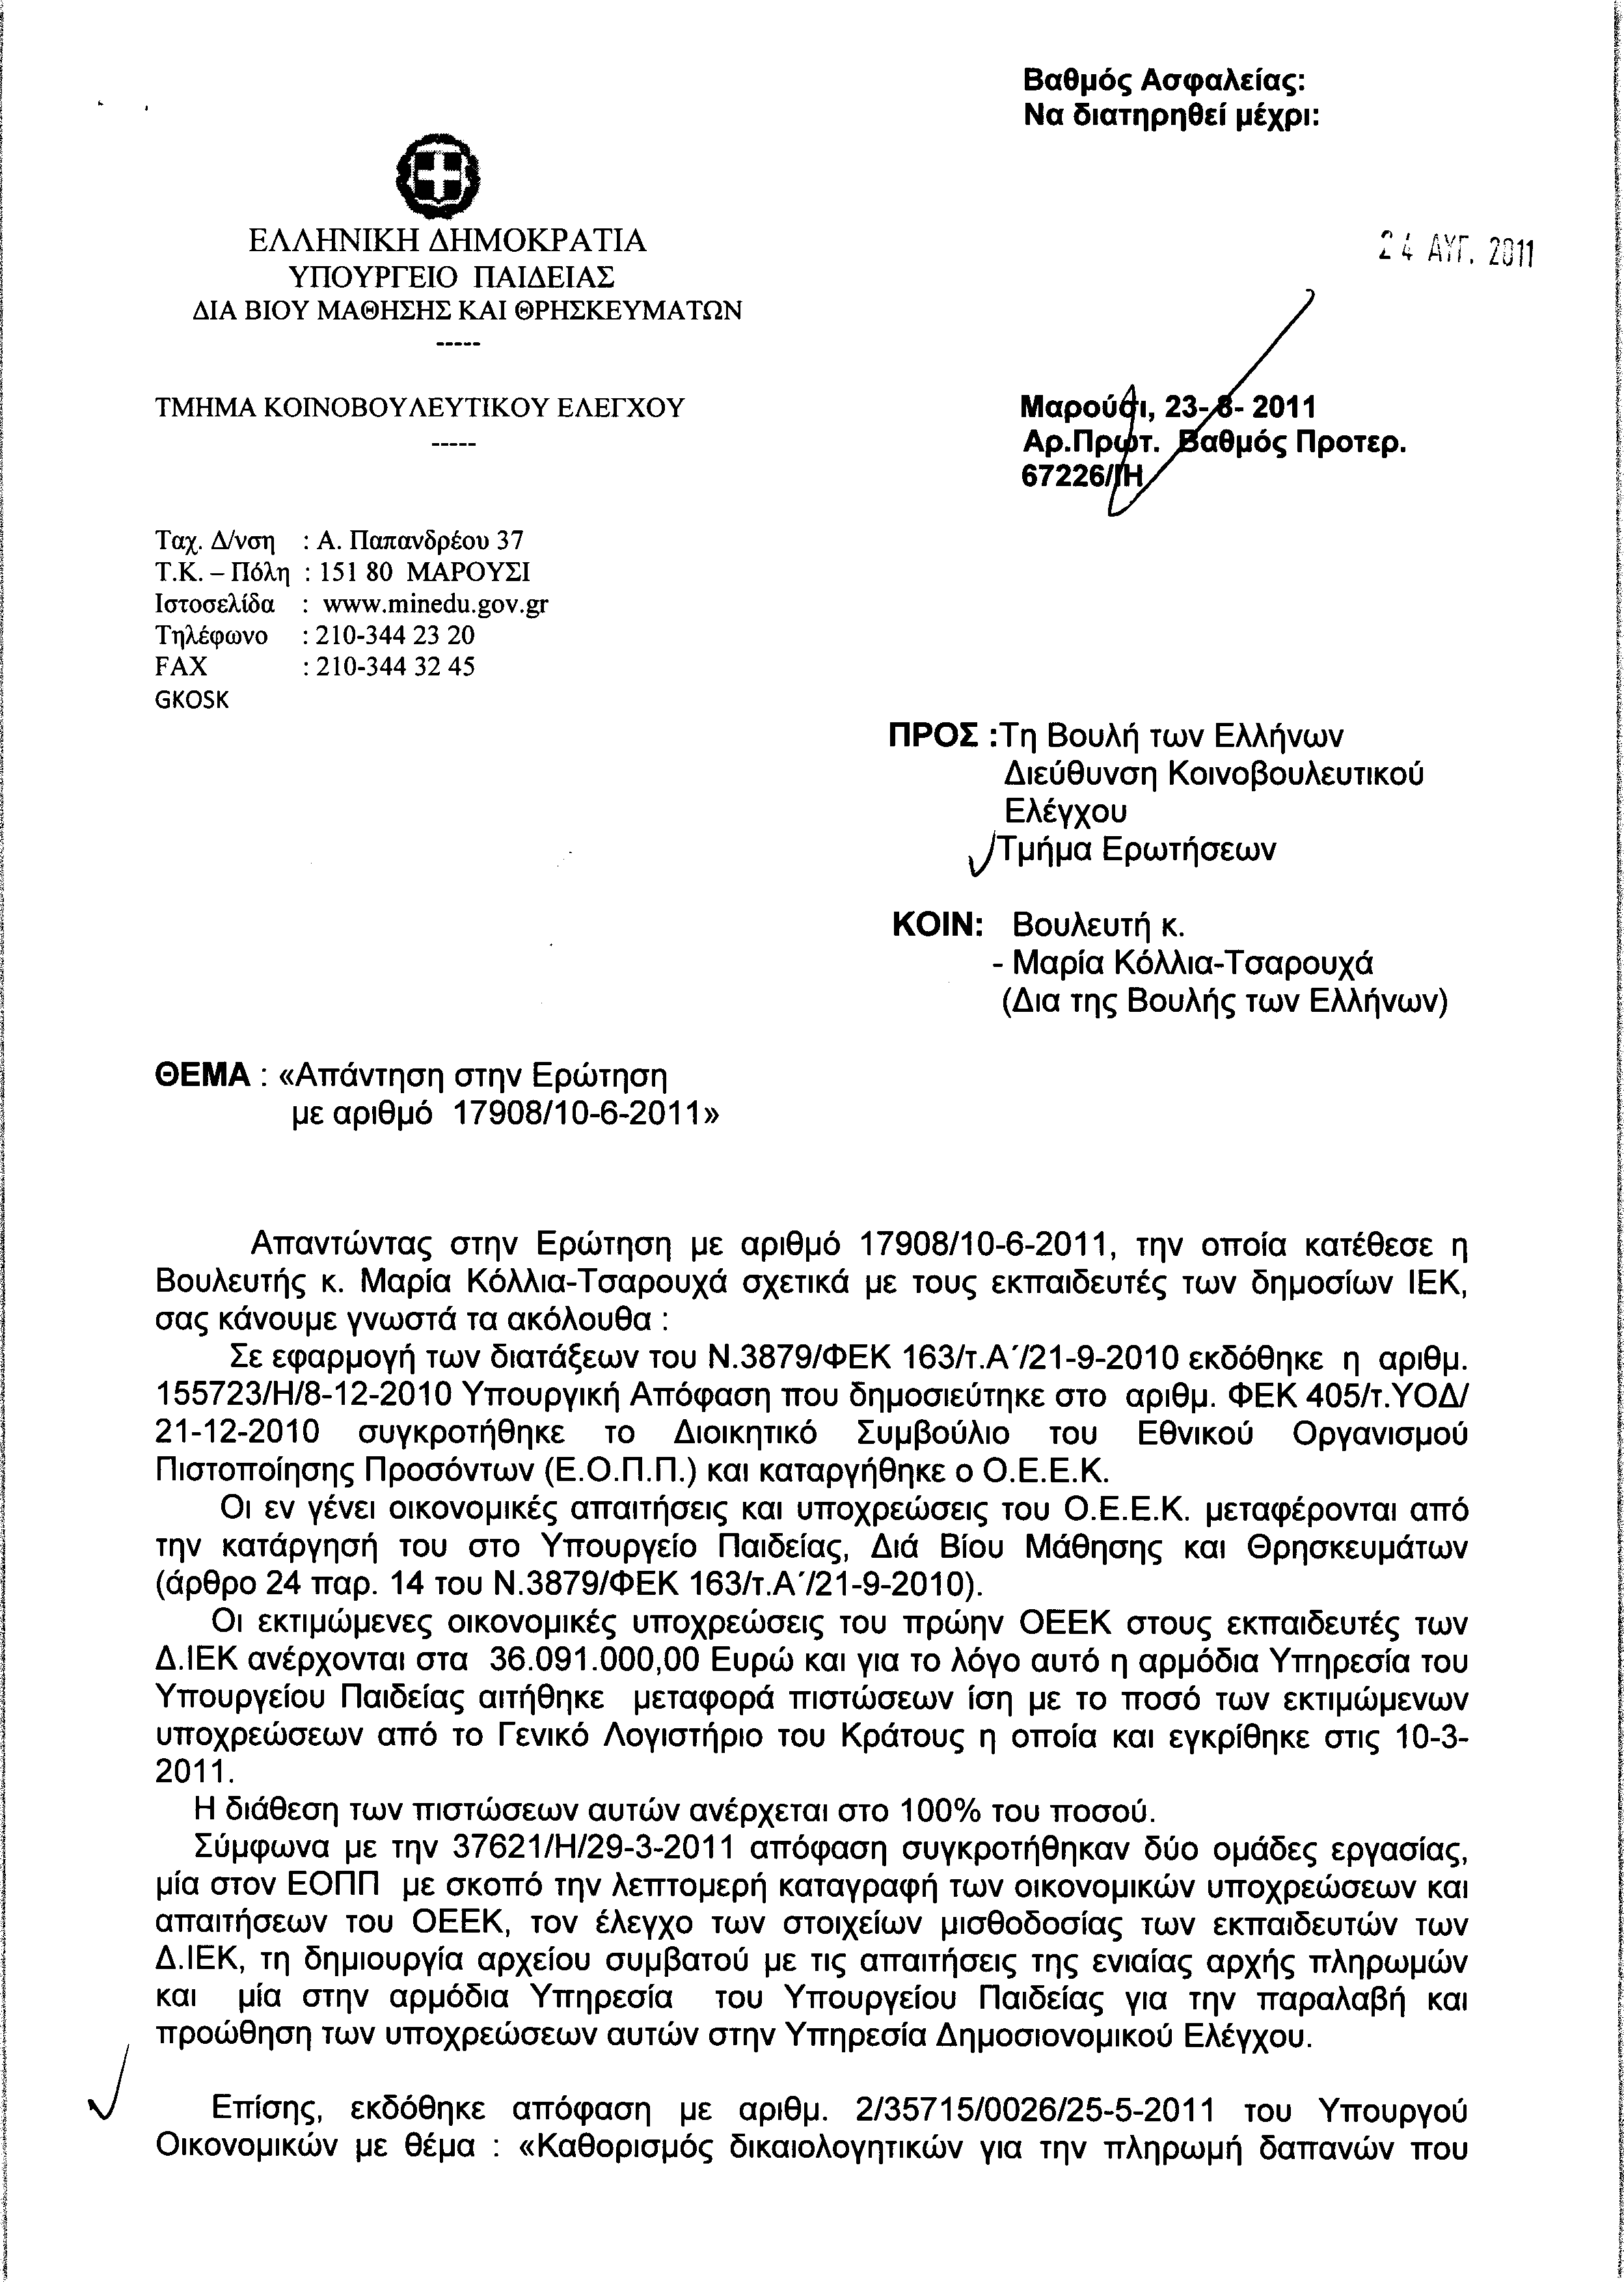 Βαθμός Ασφαλείας:
Να διατηρηθεί μέχρι:
ΕΛΛΗΝΙΚΗ ΔΗΜΟΚΡΑΤΙΑ
ΥΠΟΥΡΓΕΙΟ ΠΑΙΔΕΙΑΣ
ΔΙΑ ΒΙΟΥ ΜΑΘΗΣΗΣ ΚΑΙ ΘΡΗΣΚΕΥΜΑΤΩΝ
-----
24 ΑΥΓ. 2011
ΤΜΗΜΑ ΚΟΙΝΟΒΟΥΛΕΥΤΙΚΟΥ ΕΛΕΓΧΟΥ
-----
Μαρούσι, 23-8- 2011
Αρ.Πρωτ. Βαθμός Προτερ.
67226/ΙΗ
Ταχ. Δ/νση : Α. Παπανδρέου 37
Τ.Κ. – Πόλη : 151 80 ΜΑΡΟΥΣΙ
Ιστοσελίδα : www.minedu.gov.gr
Τηλέφωνο : 210-344 23 20
FAX : 210-344 32 45
GKOSK
ΠΡΟΣ :Τη Βουλή των Ελλήνων
Διεύθυνση Κοινοβουλευτικού
Ελέγχου
Τμήμα Ερωτήσεων
ΚΟΙΝ: Βουλευτή κ.
- Μαρία Κόλλια-Τσαρουχά
(Δια της Βουλής των Ελλήνων)
ΘΕΜΑ : «Απάντηση στην Ερώτηση
με αριθμό 17908/10-6-2011»
Απαντώντας στην Ερώτηση με αριθμό 17908/10-6-2011, την οποία κατέθεσε η
Βουλευτής κ. Μαρία Κόλλια-Τσαρουχά σχετικά με τους εκπαιδευτές των δημοσίων ΙΕΚ,
σας κάνουμε γνωστά τα ακόλουθα :
Σε εφαρμογή των διατάξεων του Ν.3879/ΦΕΚ 163/τ.Α΄/21-9-2010 εκδόθηκε η αριθμ.
155723/Η/8-12-2010 Υπουργική Απόφαση που δημοσιεύτηκε στο αριθμ. ΦΕΚ 405/τ.ΥΟΔ/
21-12-2010 συγκροτήθηκε το Διοικητικό Συμβούλιο του Εθνικού Οργανισμού
Πιστοποίησης Προσόντων (Ε.Ο.Π.Π.) και καταργήθηκε ο Ο.Ε.Ε.Κ.
Οι εν γένει οικονομικές απαιτήσεις και υποχρεώσεις του Ο.Ε.Ε.Κ. μεταφέρονται από
την κατάργησή του στο Υπουργείο Παιδείας, Διά Βίου Μάθησης και Θρησκευμάτων
(άρθρο 24 παρ. 14 του Ν.3879/ΦΕΚ 163/τ.Α΄/21-9-2010).
Οι εκτιμώμενες οικονομικές υποχρεώσεις του πρώην ΟΕΕΚ στους εκπαιδευτές των
Δ.ΙΕΚ ανέρχονται στα 36.091.000,00 Ευρώ και για το λόγο αυτό η αρμόδια Υπηρεσία του
Υπουργείου Παιδείας αιτήθηκε μεταφορά πιστώσεων ίση με το ποσό των εκτιμώμενων
υποχρεώσεων από το Γενικό Λογιστήριο του Κράτους η οποία και εγκρίθηκε στις 10-3-
2011.
Η διάθεση των πιστώσεων αυτών ανέρχεται στο 100% του ποσού.
Σύμφωνα με την 37621/Η/29-3-2011 απόφαση συγκροτήθηκαν δύο ομάδες εργασίας,
μία στον ΕΟΠΠ με σκοπό την λεπτομερή καταγραφή των οικονομικών υποχρεώσεων και
απαιτήσεων του ΟΕΕΚ, τον έλεγχο των στοιχείων μισθοδοσίας των εκπαιδευτών των
Δ.ΙΕΚ, τη δημιουργία αρχείου συμβατού με τις απαιτήσεις της ενιαίας αρχής πληρωμών
και μία στην αρμόδια Υπηρεσία του Υπουργείου Παιδείας για την παραλαβή και
προώθηση των υποχρεώσεων αυτών στην Υπηρεσία Δημοσιονομικού Ελέγχου.
Επίσης, εκδόθηκε απόφαση με αριθμ. 2/35715/0026/25-5-2011 του Υπουργού
Οικονομικών με θέμα : «Καθορισμός δικαιολογητικών για την πληρωμή δαπανών που